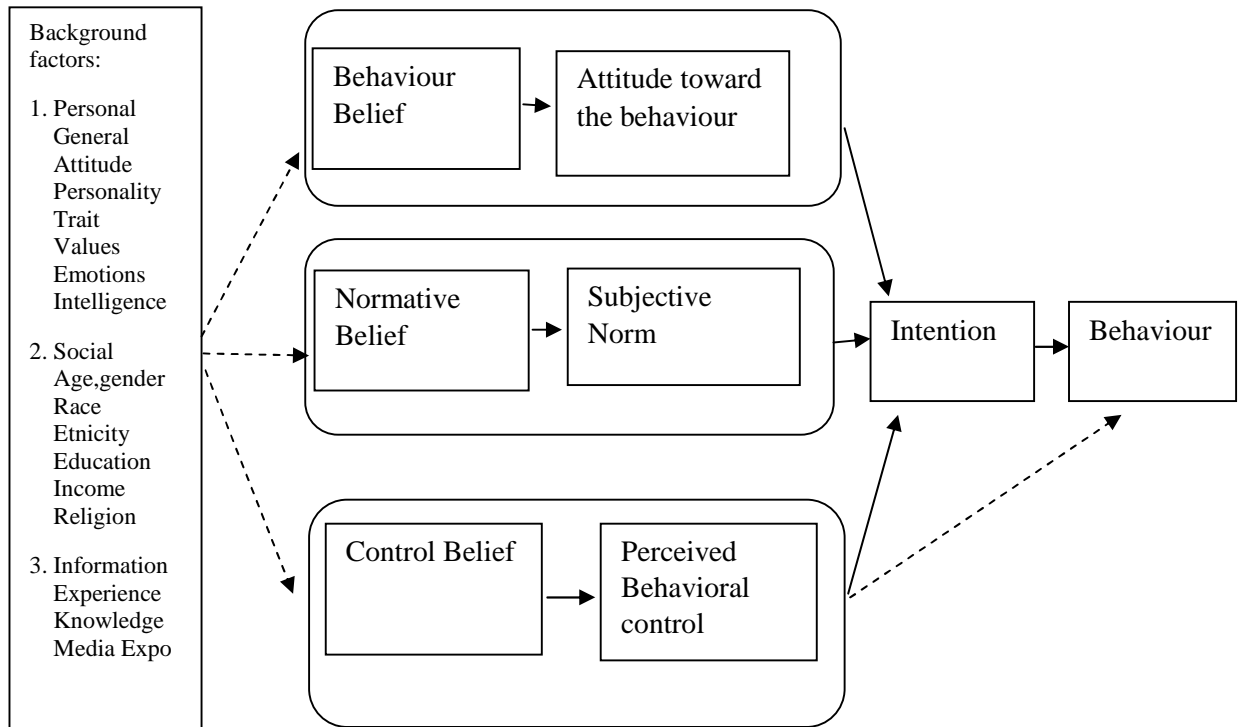 Background
factors:
1. Personal
General
Attitude
Personality
Trait
Values
Emotions
Intelligence
2. Social
Age,gender
Race
Etnicity
Education
Income
Religion
3. Information
Experience
Knowledge
Media Expo
Behaviour
Belief
Attitude toward
the behaviour
Normative
Belief
Subjective
Norm
Control Belief
Perceived
Behavioral
control
Intention
Behaviour